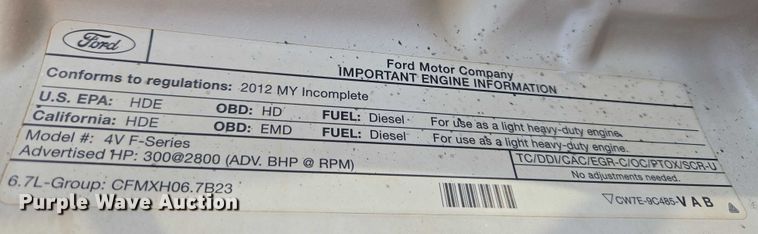 Ford
Ford Motor Company
IMPORTANT ENGINE INFORMATION
Conforms to regulations: 2012 MY Incomplete
U.S. EPA: HDE OBD: HD FUEL: Diesel For use as a light heavy-duty engine.
California: HDE OBD: EMD FUEL: Diesel For use as a light heavy-duty engine.
Model #: 4V F-Series
Advertised HP: 300@2800 (ADV. BHP @ RPM)
TC/DDI/CAC/EGR-C/OC/PTOX/SCR-U
No adjustments needed.
6.7L-Group: CFMXH06.7B23
CW7E-9C485-VAB
Purple Wave Auction